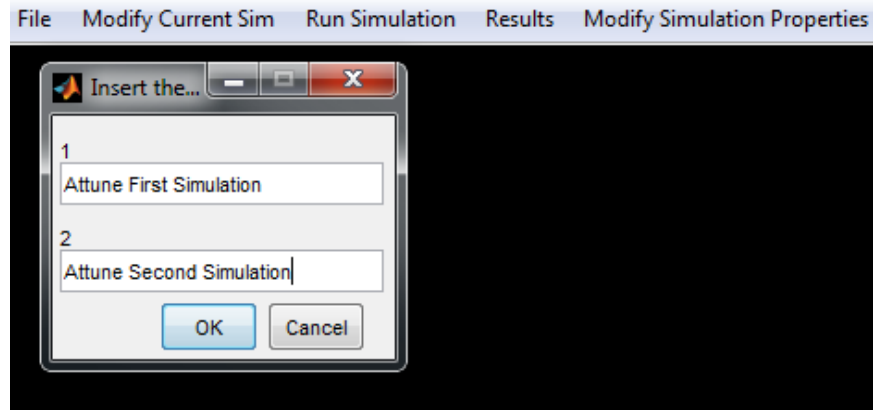 File Modify Current Sim Run Simulation Results Modify Simulation Properties
Insert the...
1
Attune First Simulation
2
Attune Second Simulation
OK Cancel